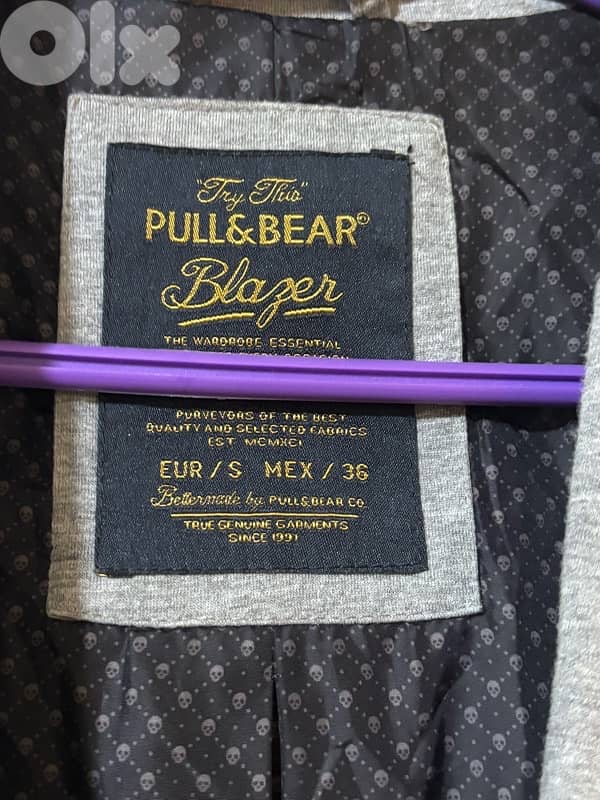 olx
"Try This"
PULL&BEAR®
Blazer
THE WARDROBE ESSENTIAL
PURVEYORS OF THE BEST
QUALITY AND SELECTED FABRICS
EST MCMXCI
EUR / S MEX / 36
Bettermade by PULL&BEAR CO
TRUE GENUINE GARMENTS
SINCE 1991